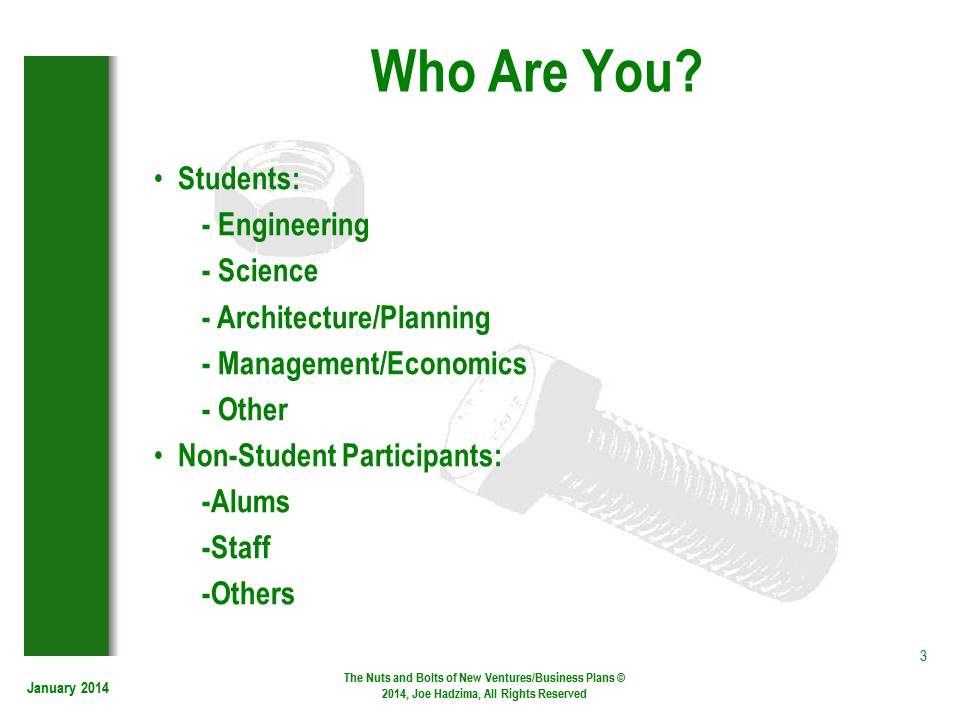 Who Are You?
• Students:
- Engineering
- Science
- Architecture/Planning
- Management/Economics
- Other
• Non-Student Participants:
-Alums
-Staff
-Others
3
January 2014
The Nuts and Bolts of New Ventures/Business Plans ©
2014, Joe Hadzima, All Rights Reserved